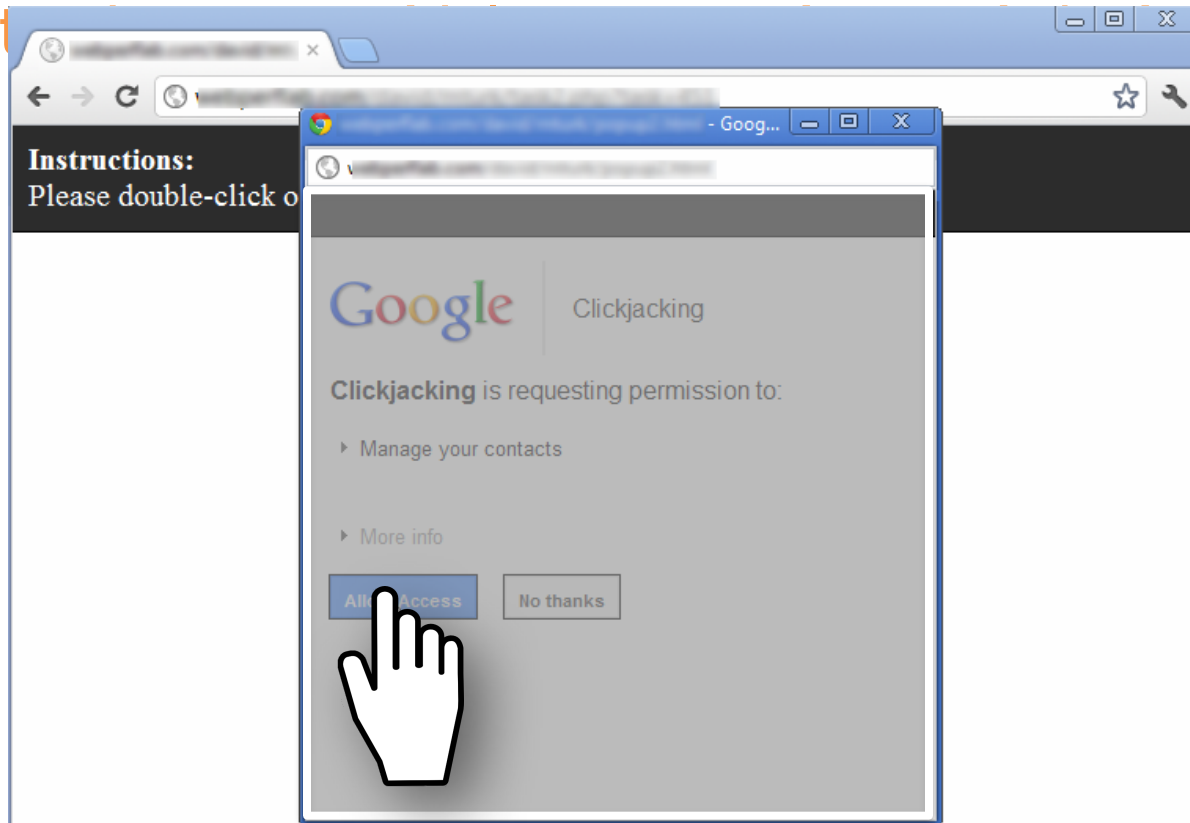 - Goog...
Instructions:
Please double-click o
Google
Clickjacking
Clickjacking is requesting permission to:
Manage your contacts
More info
Access
No thanks